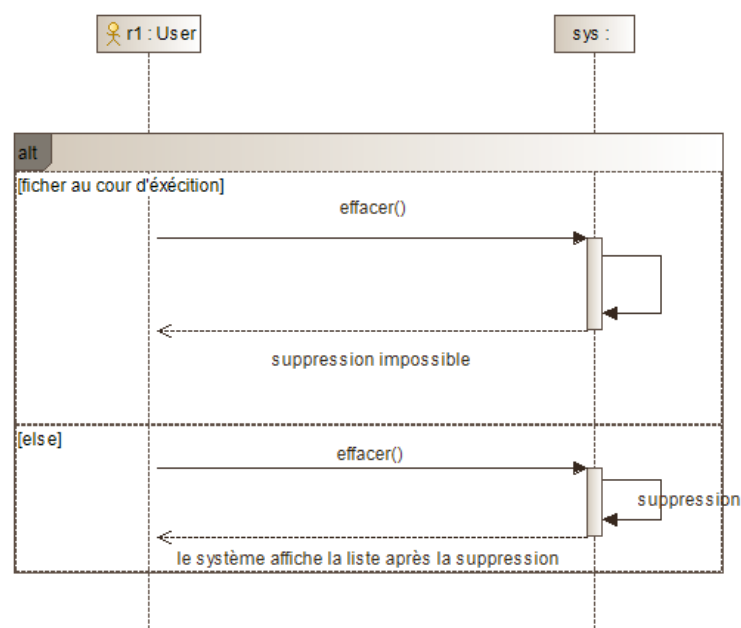 r1 : User
sys :
alt
[ficher au cour d'éxécition]
effacer()
suppression impossible
[else]
effacer()
suppression
le système affiche la liste après la suppression